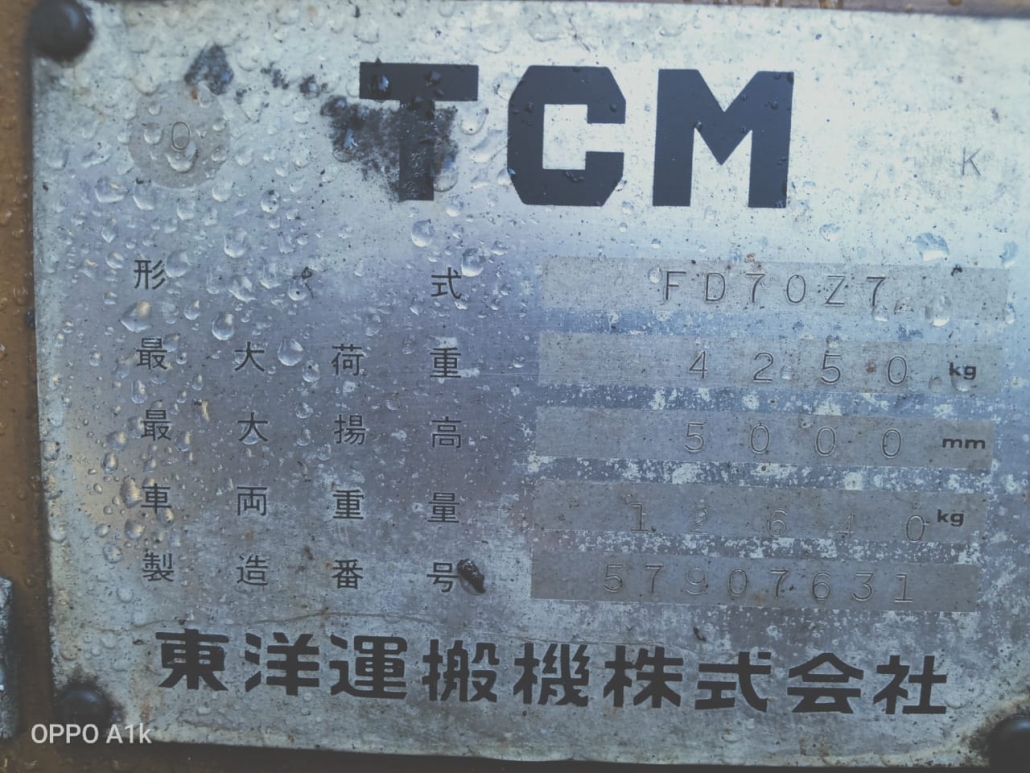 TCM
0
K
形式 FD70Z7
最大荷重 4250 kg
最大揚高 5000 mm
車両重量 kg
製造番号 57907631
東洋運搬機株式会社
OPPO A1k